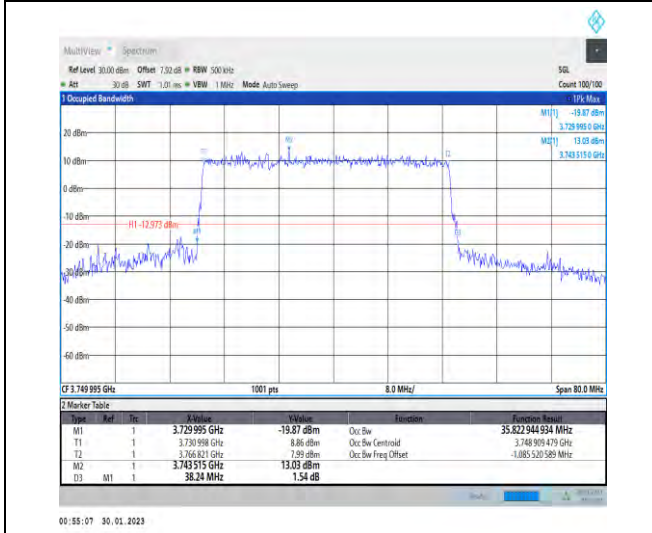 MultiView Spectrum
Ref Level 30.00 dBm Offset 7.92 dB RBW 500 kHz SGL
Att 30 dB SWT 1.01 ms VBW 1 MHz Mode Auto Sweep Count 100/100
1 Occupied Bandwidth 1Pk Max
M1[1] -19.87 dBm
3.729 995 0 GHz
M2[1] 13.03 dBm
3.743 515 0 GHz
20 dBm
T1 M2 T2
10 dBm
0 dBm
-10 dBm
H1 -12.973 dBm
M1 D3
-20 dBm
-30 dBm
-40 dBm
-50 dBm
-60 dBm
CF 3.749 995 GHz 1001 pts 8.0 MHz/ Span 80.0 MHz
2 Marker Table
Type Ref Trc X-Value Y-Value Function Function Result
M1 1 3.729 995 GHz -19.87 dBm Occ Bw 35.822 944 934 MHz
T1 1 3.730 998 GHz 8.86 dBm Occ Bw Centroid 3.748 909 479 GHz
T2 1 3.766 821 GHz 7.99 dBm Occ Bw Freq Offset -1.085 520 589 MHz
M2 1 3.743 515 GHz 13.03 dBm
D3 M1 1 38.24 MHz 1.54 dB
00:55:07 30.01.2023